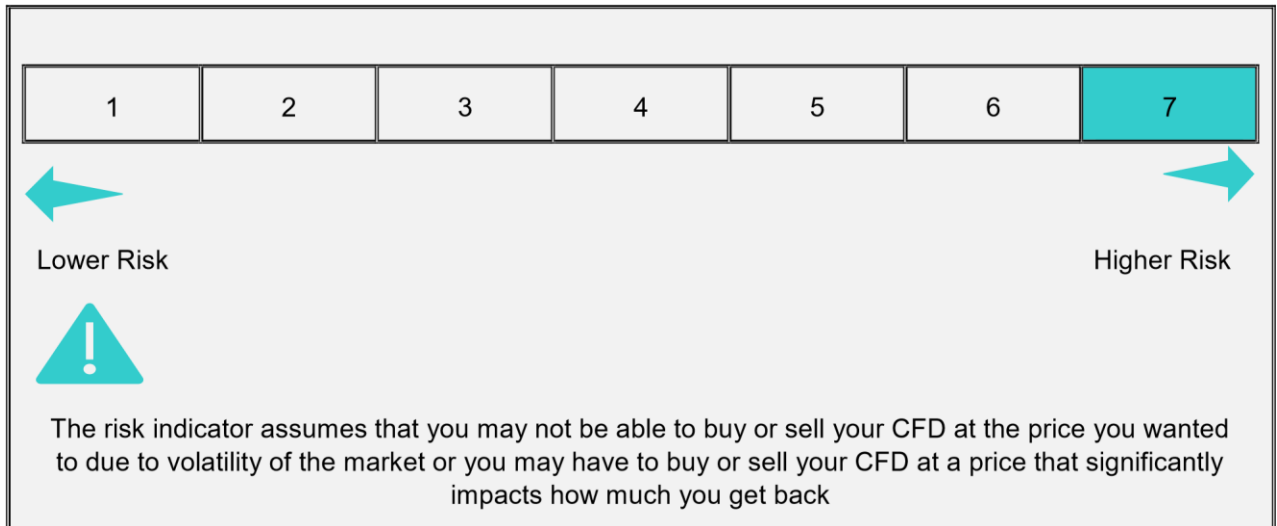 1 2 3 4 5 6 7
Lower Risk Higher Risk
!
The risk indicator assumes that you may not be able to buy or sell your CFD at the price you wanted
to due to volatility of the market or you may have to buy or sell your CFD at a price that significantly
impacts how much you get back